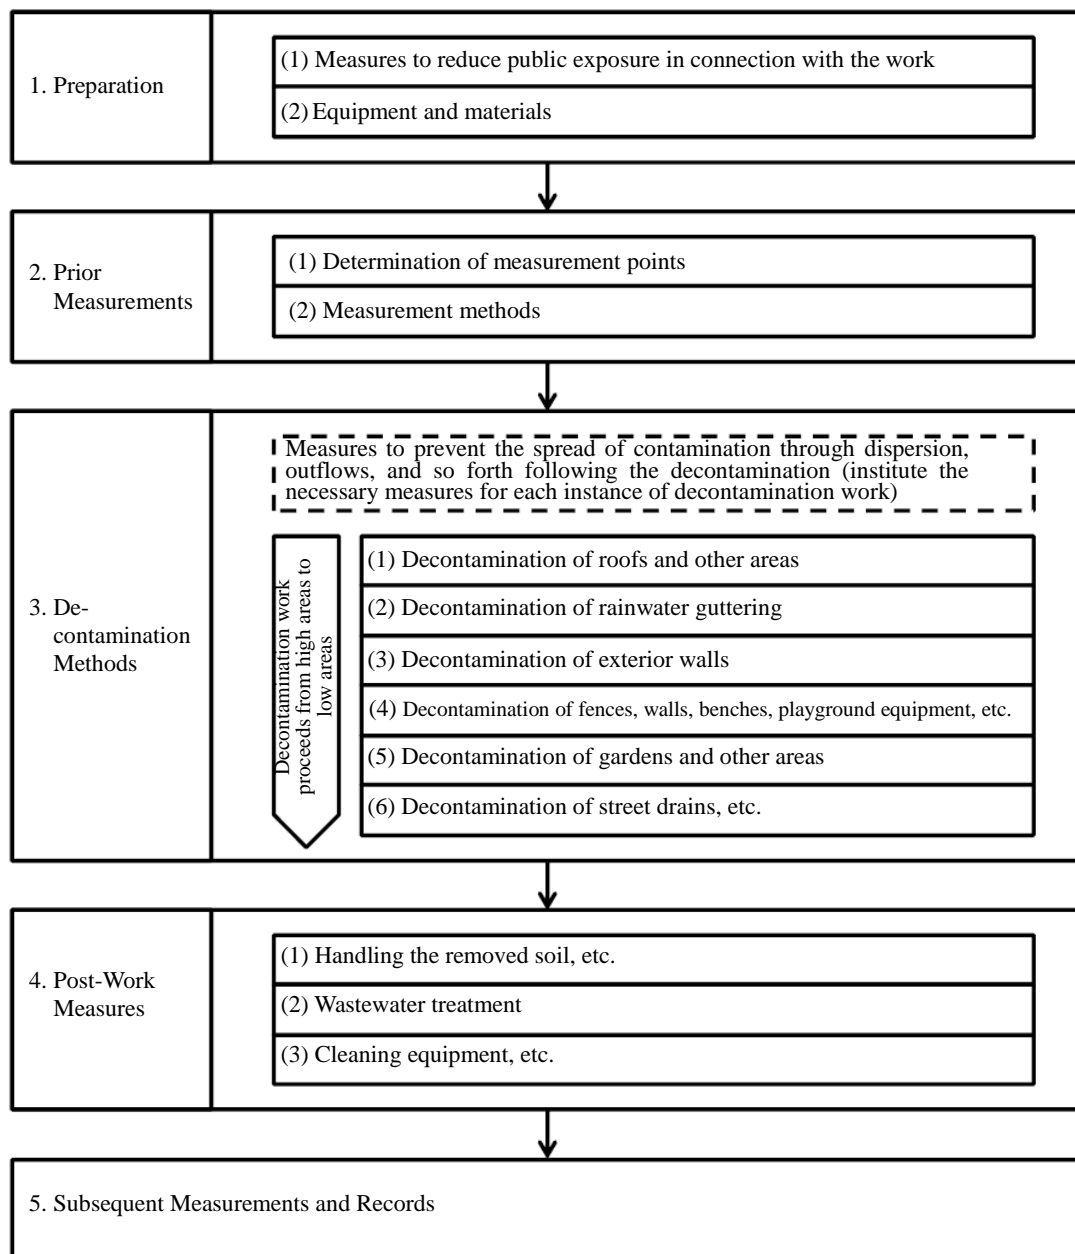 1. Preparation
(1) Measures to reduce public exposure in connection with the work
(2) Equipment and materials
2. Prior
Measurements
(1) Determination of measurement points
(2) Measurement methods
3. De-
contamination
Methods
Measures to prevent the spread of contamination through dispersion,
outflows, and so forth following the decontamination (institute the
necessary measures for each instance of decontamination work)
Decontamination work
proceeds from high areas to
low areas
(1) Decontamination of roofs and other areas
(2) Decontamination of rainwater guttering
(3) Decontamination of exterior walls
(4) Decontamination of fences, walls, benches, playground equipment, etc.
(5) Decontamination of gardens and other areas
(6) Decontamination of street drains, etc.
4. Post-Work
Measures
(1) Handling the removed soil, etc.
(2) Wastewater treatment
(3) Cleaning equipment, etc.
5. Subsequent Measurements and Records